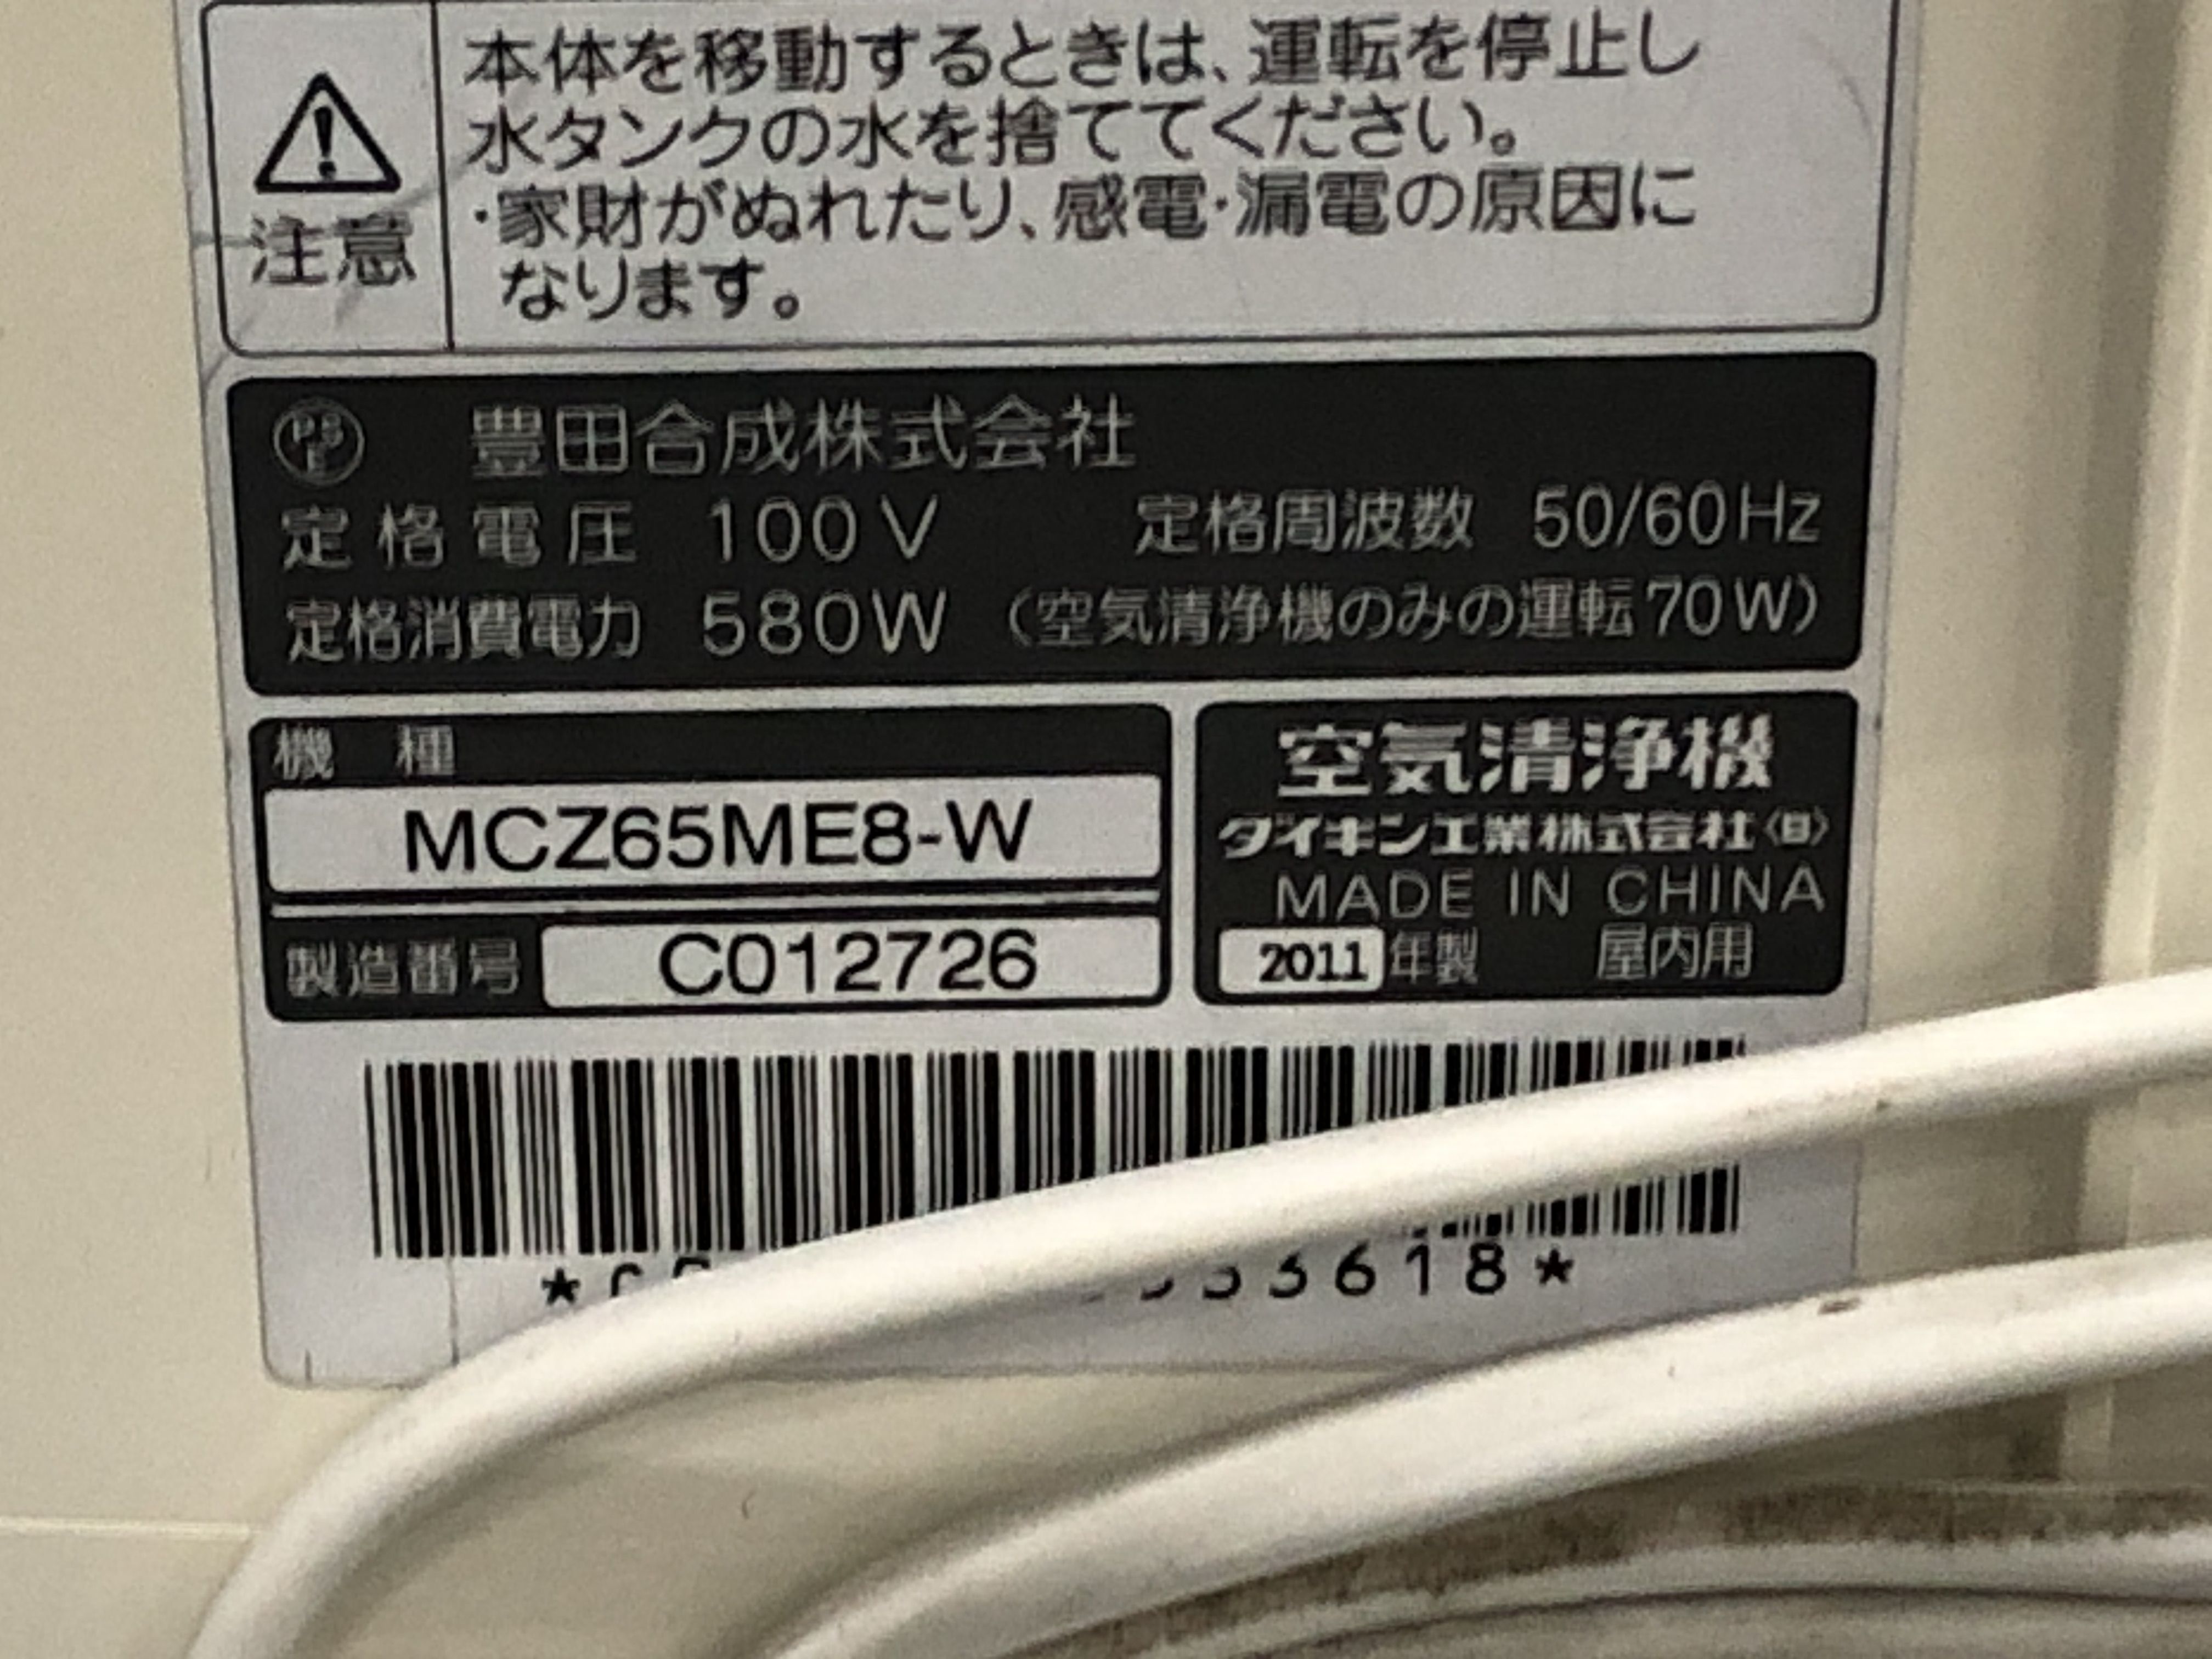 本体を移動するときは、運転を停止し
水タンクの水を捨ててください。
・家財がぬれたり、感電・漏電の原因に
なります。
注意
PS
E
豊田合成株式会社
定格電圧 100V 定格周波数 50/60Hz
定格消費電力 580W (空気清浄機のみの運転70W)
機種
MCZ65ME8-W
製造番号 C012726
空気清浄機
ダイキン工業株式会社〈日〉
MADE IN CHINA
2011年製 屋内用
33618*